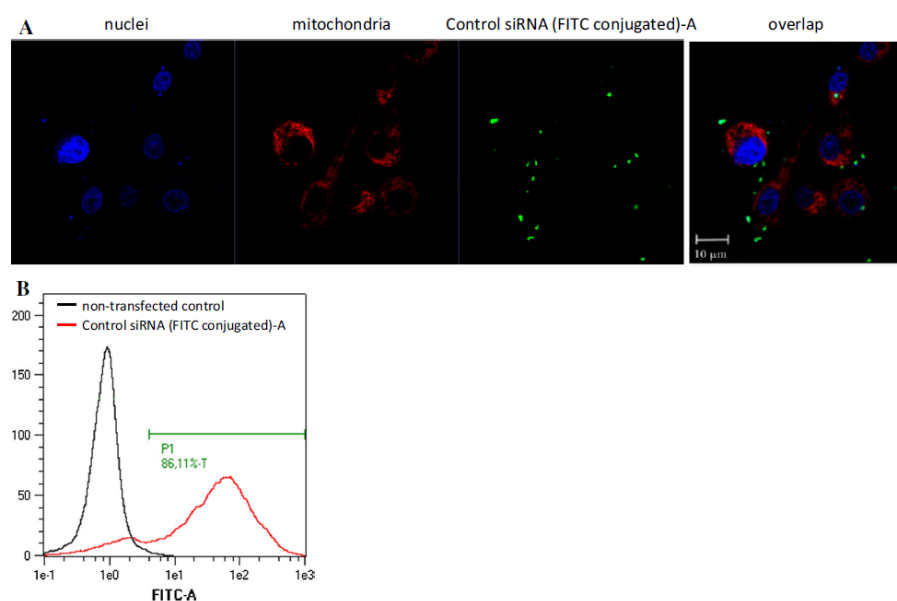 A
nuclei
mitochondria
Control siRNA (FITC conjugated)-A
overlap
10 µm
B
non-transfected control
Control siRNA (FITC conjugated)-A
200
150
100
50
0
P1
86,11%-T
1e-1
1e0
1e1
1e2
1e3
FITC-A